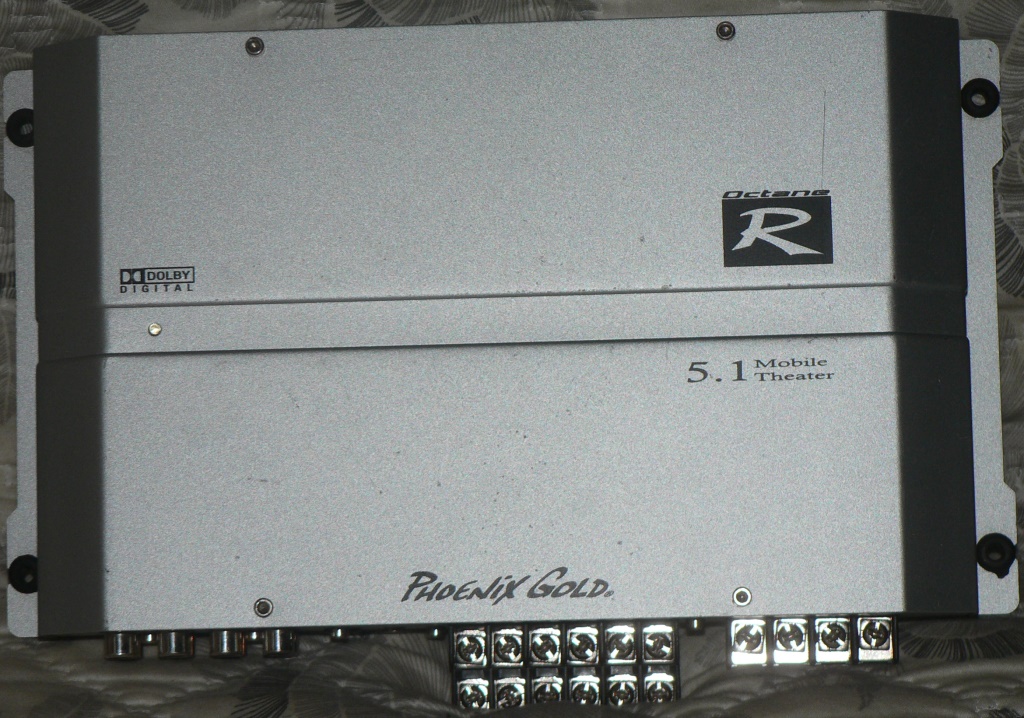 Octane
R
DOLBY
DIGITAL
5.1 Mobile
Theater
PHOENIX GOLD.